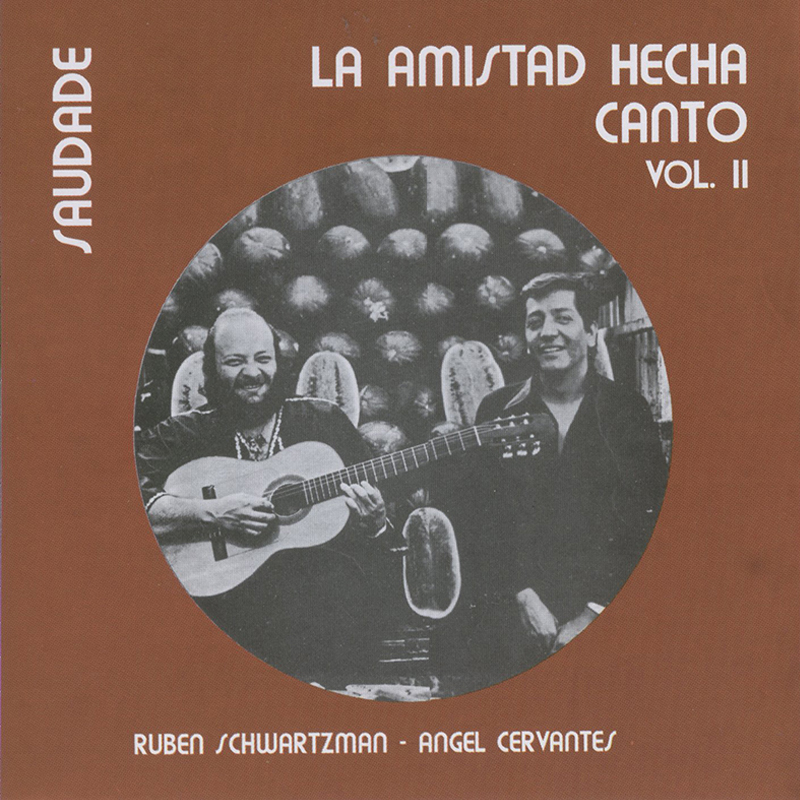 SAUDADE
LA AMISTAD HECHA
CANTO
VOL. II
RUBEN SCHWARTZMAN - ANGEL CERVANTES